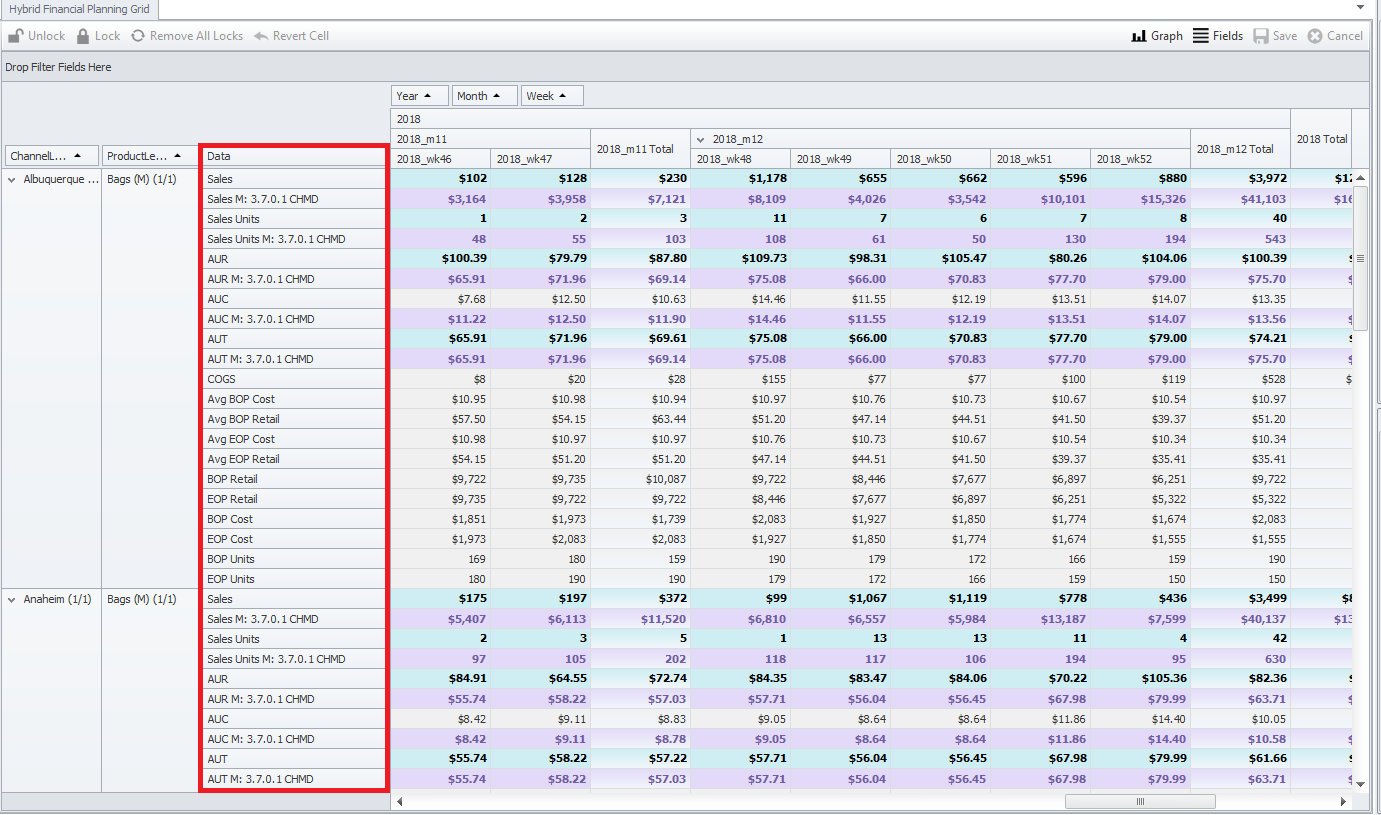 Hybrid Financial Planning Grid
Unlock Lock Remove All Locks Revert Cell Graph Fields Save Cancel
Drop Filter Fields Here
Year Month Week
2018
2018_m11 2018_m11 Total 2018_m12 2018_m12 Total 2018 Total
ChannelL... ProductLe... Data 2018_wk46 2018_wk47 2018_wk48 2018_wk49 2018_wk50 2018_wk51 2018_wk52
Albuquerque ... Bags (M) (1/1) Sales $102 $128 $230 $1,178 $655 $662 $596 $880 $3,972 $12
Sales M: 3.7.0.1 CHMD $3,164 $3,958 $7,121 $8,109 $4,026 $3,542 $10,101 $15,326 $41,103 $16
Sales Units 1 2 3 11 7 6 7 8 40
Sales Units M: 3.7.0.1 CHMD 48 55 103 108 61 50 130 194 543
AUR $100.39 $79.79 $87.80 $109.73 $98.31 $105.47 $80.26 $104.06 $100.39 $
AUR M: 3.7.0.1 CHMD $65.91 $71.96 $69.14 $75.08 $66.00 $70.83 $77.70 $79.00 $75.70 $
AUC $7.68 $12.50 $10.63 $14.46 $11.55 $12.19 $13.51 $14.07 $13.35
AUC M: 3.7.0.1 CHMD $11.22 $12.50 $11.90 $14.46 $11.55 $12.19 $13.51 $14.07 $13.56 $
AUT $65.91 $71.96 $69.61 $75.08 $66.00 $70.83 $77.70 $79.00 $74.21 $
AUT M: 3.7.0.1 CHMD $65.91 $71.96 $69.14 $75.08 $66.00 $70.83 $77.70 $79.00 $75.70 $
COGS $8 $20 $28 $155 $77 $77 $100 $119 $528 $
Avg BOP Cost $10.95 $10.98 $10.94 $10.97 $10.76 $10.73 $10.67 $10.54 $10.97
Avg BOP Retail $57.50 $54.15 $63.44 $51.20 $47.14 $44.51 $41.50 $39.37 $51.20
Avg EOP Cost $10.98 $10.97 $10.97 $10.76 $10.73 $10.67 $10.54 $10.34 $10.34
Avg EOP Retail $54.15 $51.20 $51.20 $47.14 $44.51 $41.50 $39.37 $35.41 $35.41
BOP Retail $9,722 $9,735 $10,087 $9,722 $8,446 $7,677 $6,897 $6,251 $9,722
EOP Retail $9,735 $9,722 $9,722 $8,446 $7,677 $6,897 $6,251 $5,322 $5,322
BOP Cost $1,851 $1,973 $1,739 $2,083 $1,927 $1,850 $1,774 $1,674 $2,083
EOP Cost $1,973 $2,083 $2,083 $1,927 $1,850 $1,774 $1,674 $1,555 $1,555
BOP Units 169 180 159 190 179 172 166 159 190
EOP Units 180 190 190 179 172 166 159 150 150
Anaheim (1/1) Bags (M) (1/1) Sales $175 $197 $372 $99 $1,067 $1,119 $778 $436 $3,499 $8
Sales M: 3.7.0.1 CHMD $5,407 $6,113 $11,520 $6,810 $6,557 $5,984 $13,187 $7,599 $40,137 $13
Sales Units 2 3 5 1 13 13 11 4 42
Sales Units M: 3.7.0.1 CHMD 97 105 202 118 117 106 194 95 630
AUR $84.91 $64.55 $72.74 $84.35 $83.47 $84.06 $70.22 $105.36 $82.36 $
AUR M: 3.7.0.1 CHMD $55.74 $58.22 $57.03 $57.71 $56.04 $56.45 $67.98 $79.99 $63.71 $
AUC $8.42 $9.11 $8.83 $9.05 $8.64 $8.64 $11.86 $14.40 $10.05
AUC M: 3.7.0.1 CHMD $8.42 $9.11 $8.78 $9.05 $8.64 $8.64 $11.86 $14.40 $10.58 $
AUT $55.74 $58.22 $57.22 $57.71 $56.04 $56.45 $67.98 $79.99 $61.66 $
AUT M: 3.7.0.1 CHMD $55.74 $58.22 $57.03 $57.71 $56.04 $56.45 $67.98 $79.99 $63.71 $